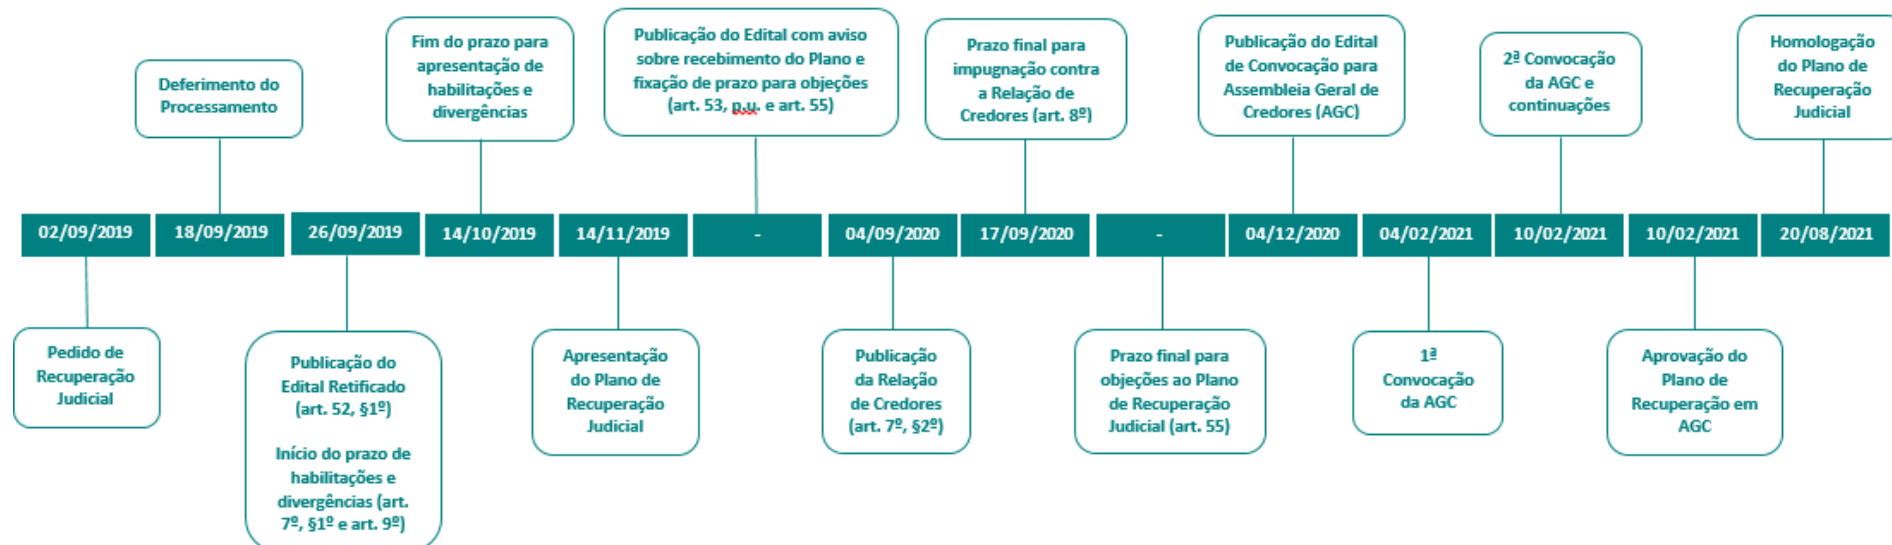 Deferimento do
Processamento
Fim do prazo para
apresentação de
habilitações e
divergências
Publicação do Edital com aviso
sobre recebimento do Plano e
fixação de prazo para objeções
(art. 53, p.u. e art. 55)
Prazo final para
impugnação contra
a Relação de
Credores (art. 8º)
Publicação do Edital
de Convocação para
Assembleia Geral de
Credores (AGC)
2ª Convocação
da AGC e
continuações
Homologação
do Plano de
Recuperação
Judicial
02/09/2019
18/09/2019
26/09/2019
14/10/2019
14/11/2019
-
04/09/2020
17/09/2020
-
04/12/2020
04/02/2021
10/02/2021
10/02/2021
20/08/2021
Pedido de
Recuperação
Judicial
Publicação do
Edital Retificado
(art. 52, §1º)
Início do prazo de
habilitações e
divergências (art.
7º, §1º e art. 9º)
Apresentação
do Plano de
Recuperação
Judicial
Publicação
da Relação
de Credores
(art. 7º, §2º)
Prazo final para
objeções ao Plano
de Recuperação
Judicial (art. 55)
1ª
Convocação
da AGC
Aprovação do
Plano de
Recuperação em
AGC